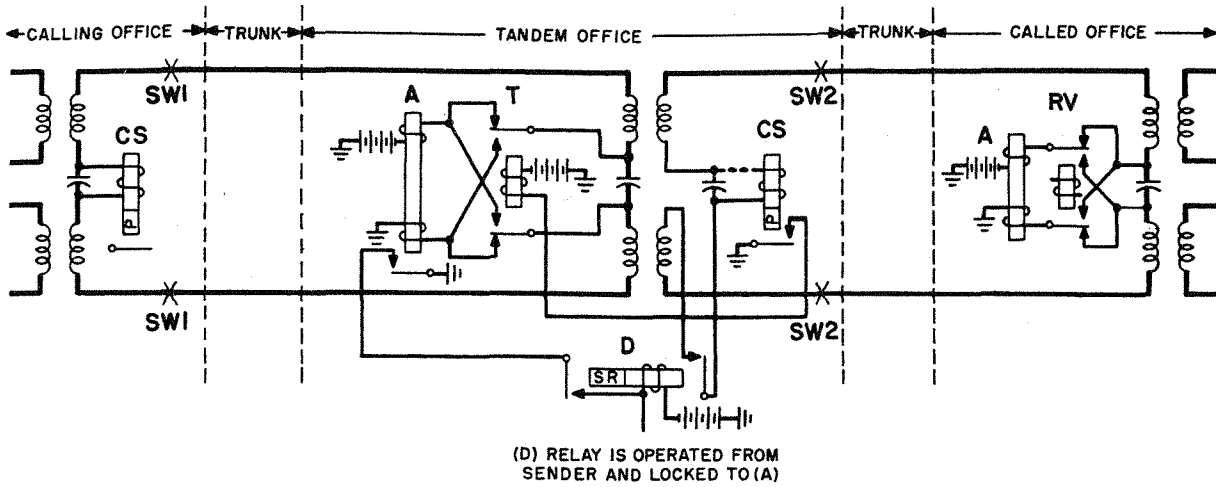 CALLING OFFICE
TRUNK
TANDEM OFFICE
TRUNK
CALLED OFFICE
SW1
A
T
SW2
RV
CS
CS
A
P
P
SW1
SW2
D
SR
(D) RELAY IS OPERATED FROM
SENDER AND LOCKED TO (A)